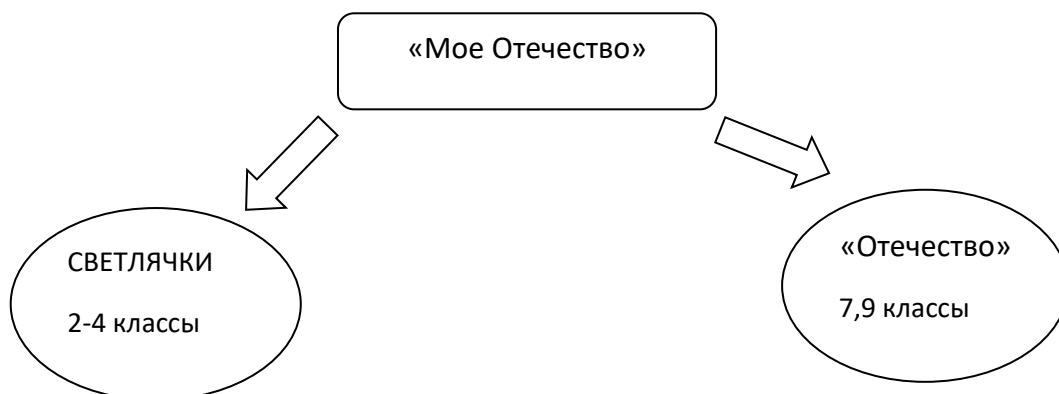 «Мое Отечество»
СВЕТЛЯЧКИ
2-4 классы
«Отечество»
7,9 классы